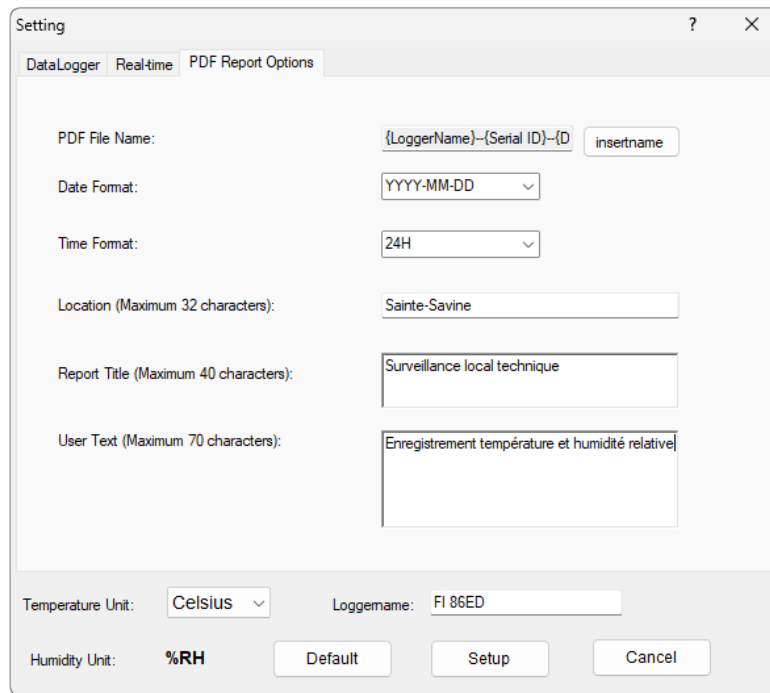 Setting ?
DataLogger Real-time PDF Report Options
PDF File Name: {LoggerName}--{Serial ID}--{D insertname
Date Format: YYYY-MM-DD
Time Format: 24H
Location (Maximum 32 characters): Sainte-Savine
Report Title (Maximum 40 characters): Surveillance local technique
User Text (Maximum 70 characters): Enregistrement température et humidité relative
Temperature Unit: Celsius Loggername: FI 86ED
Humidity Unit: %RH Default Setup Cancel